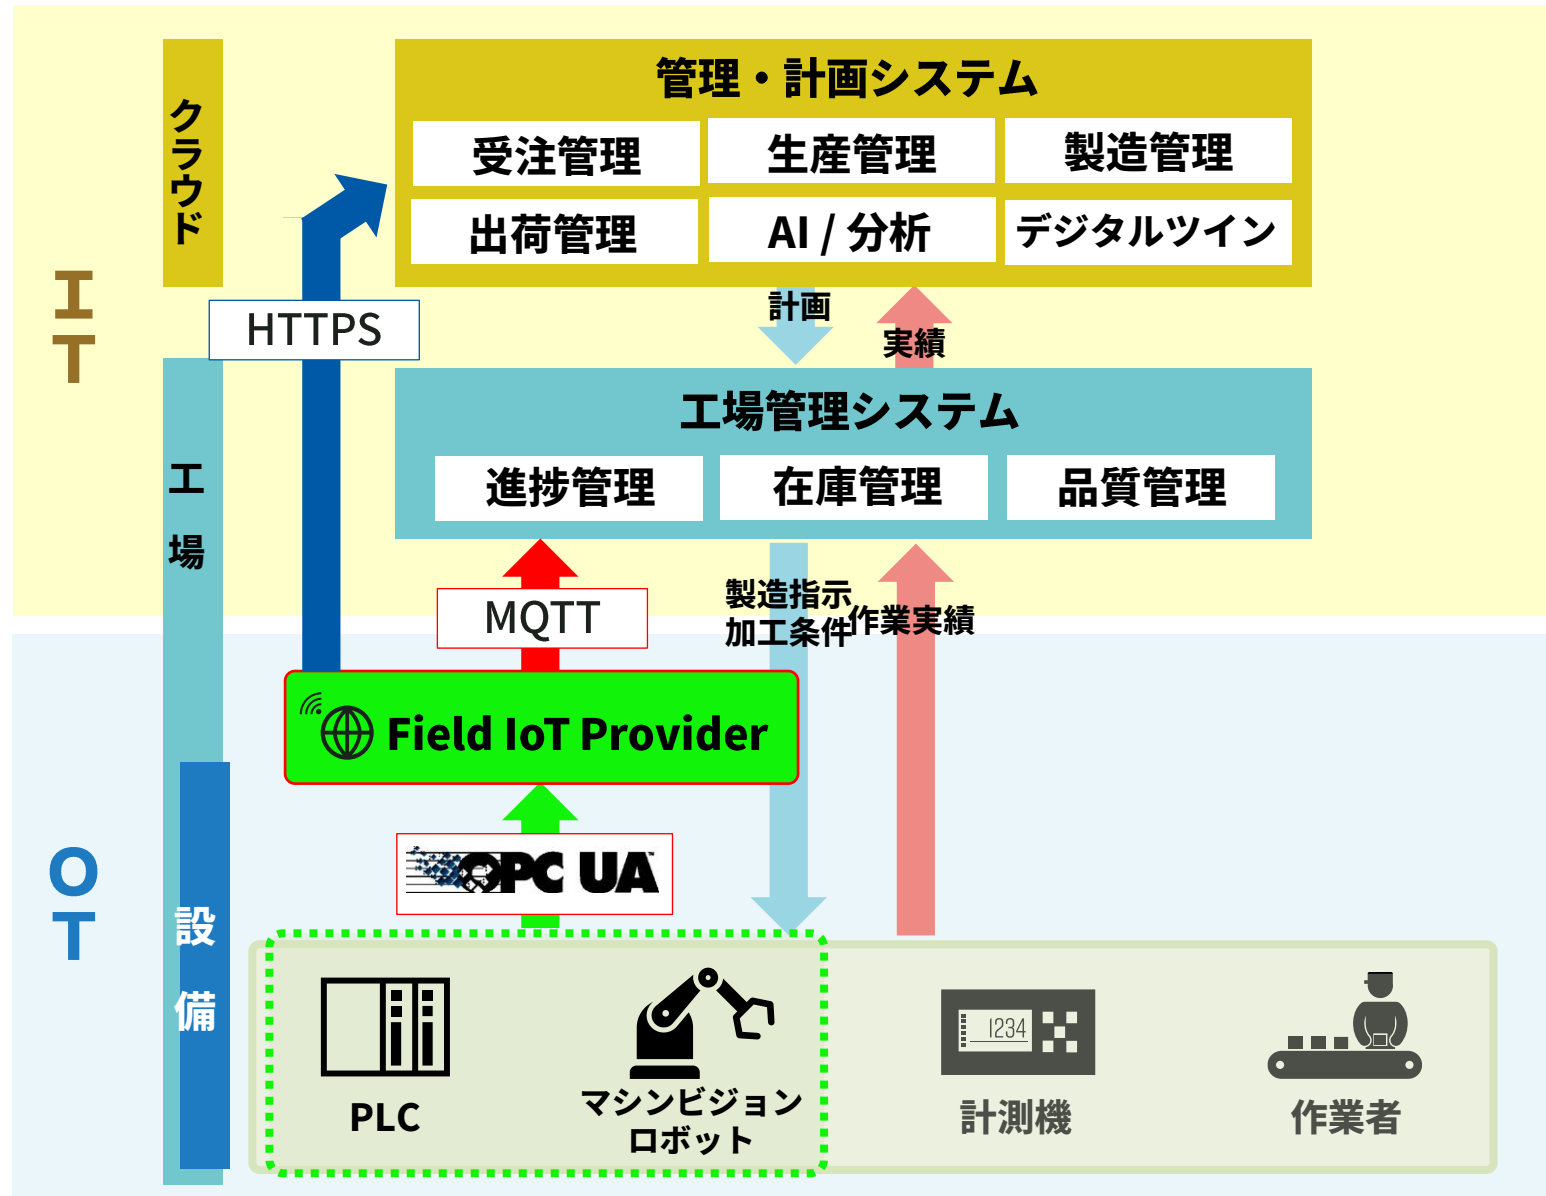 クラウド
管理・計画システム
受注管理
生産管理
製造管理
出荷管理
AI / 分析
デジタルツイン
IT
HTTPS
計画
実績
工場
工場管理システム
進捗管理
在庫管理
品質管理
MQTT
製造指示
加工条件
作業実績
Field IoT Provider
OT
OPC UA
設備
1234
PLC
マシンビジョン
ロボット
計測機
作業者